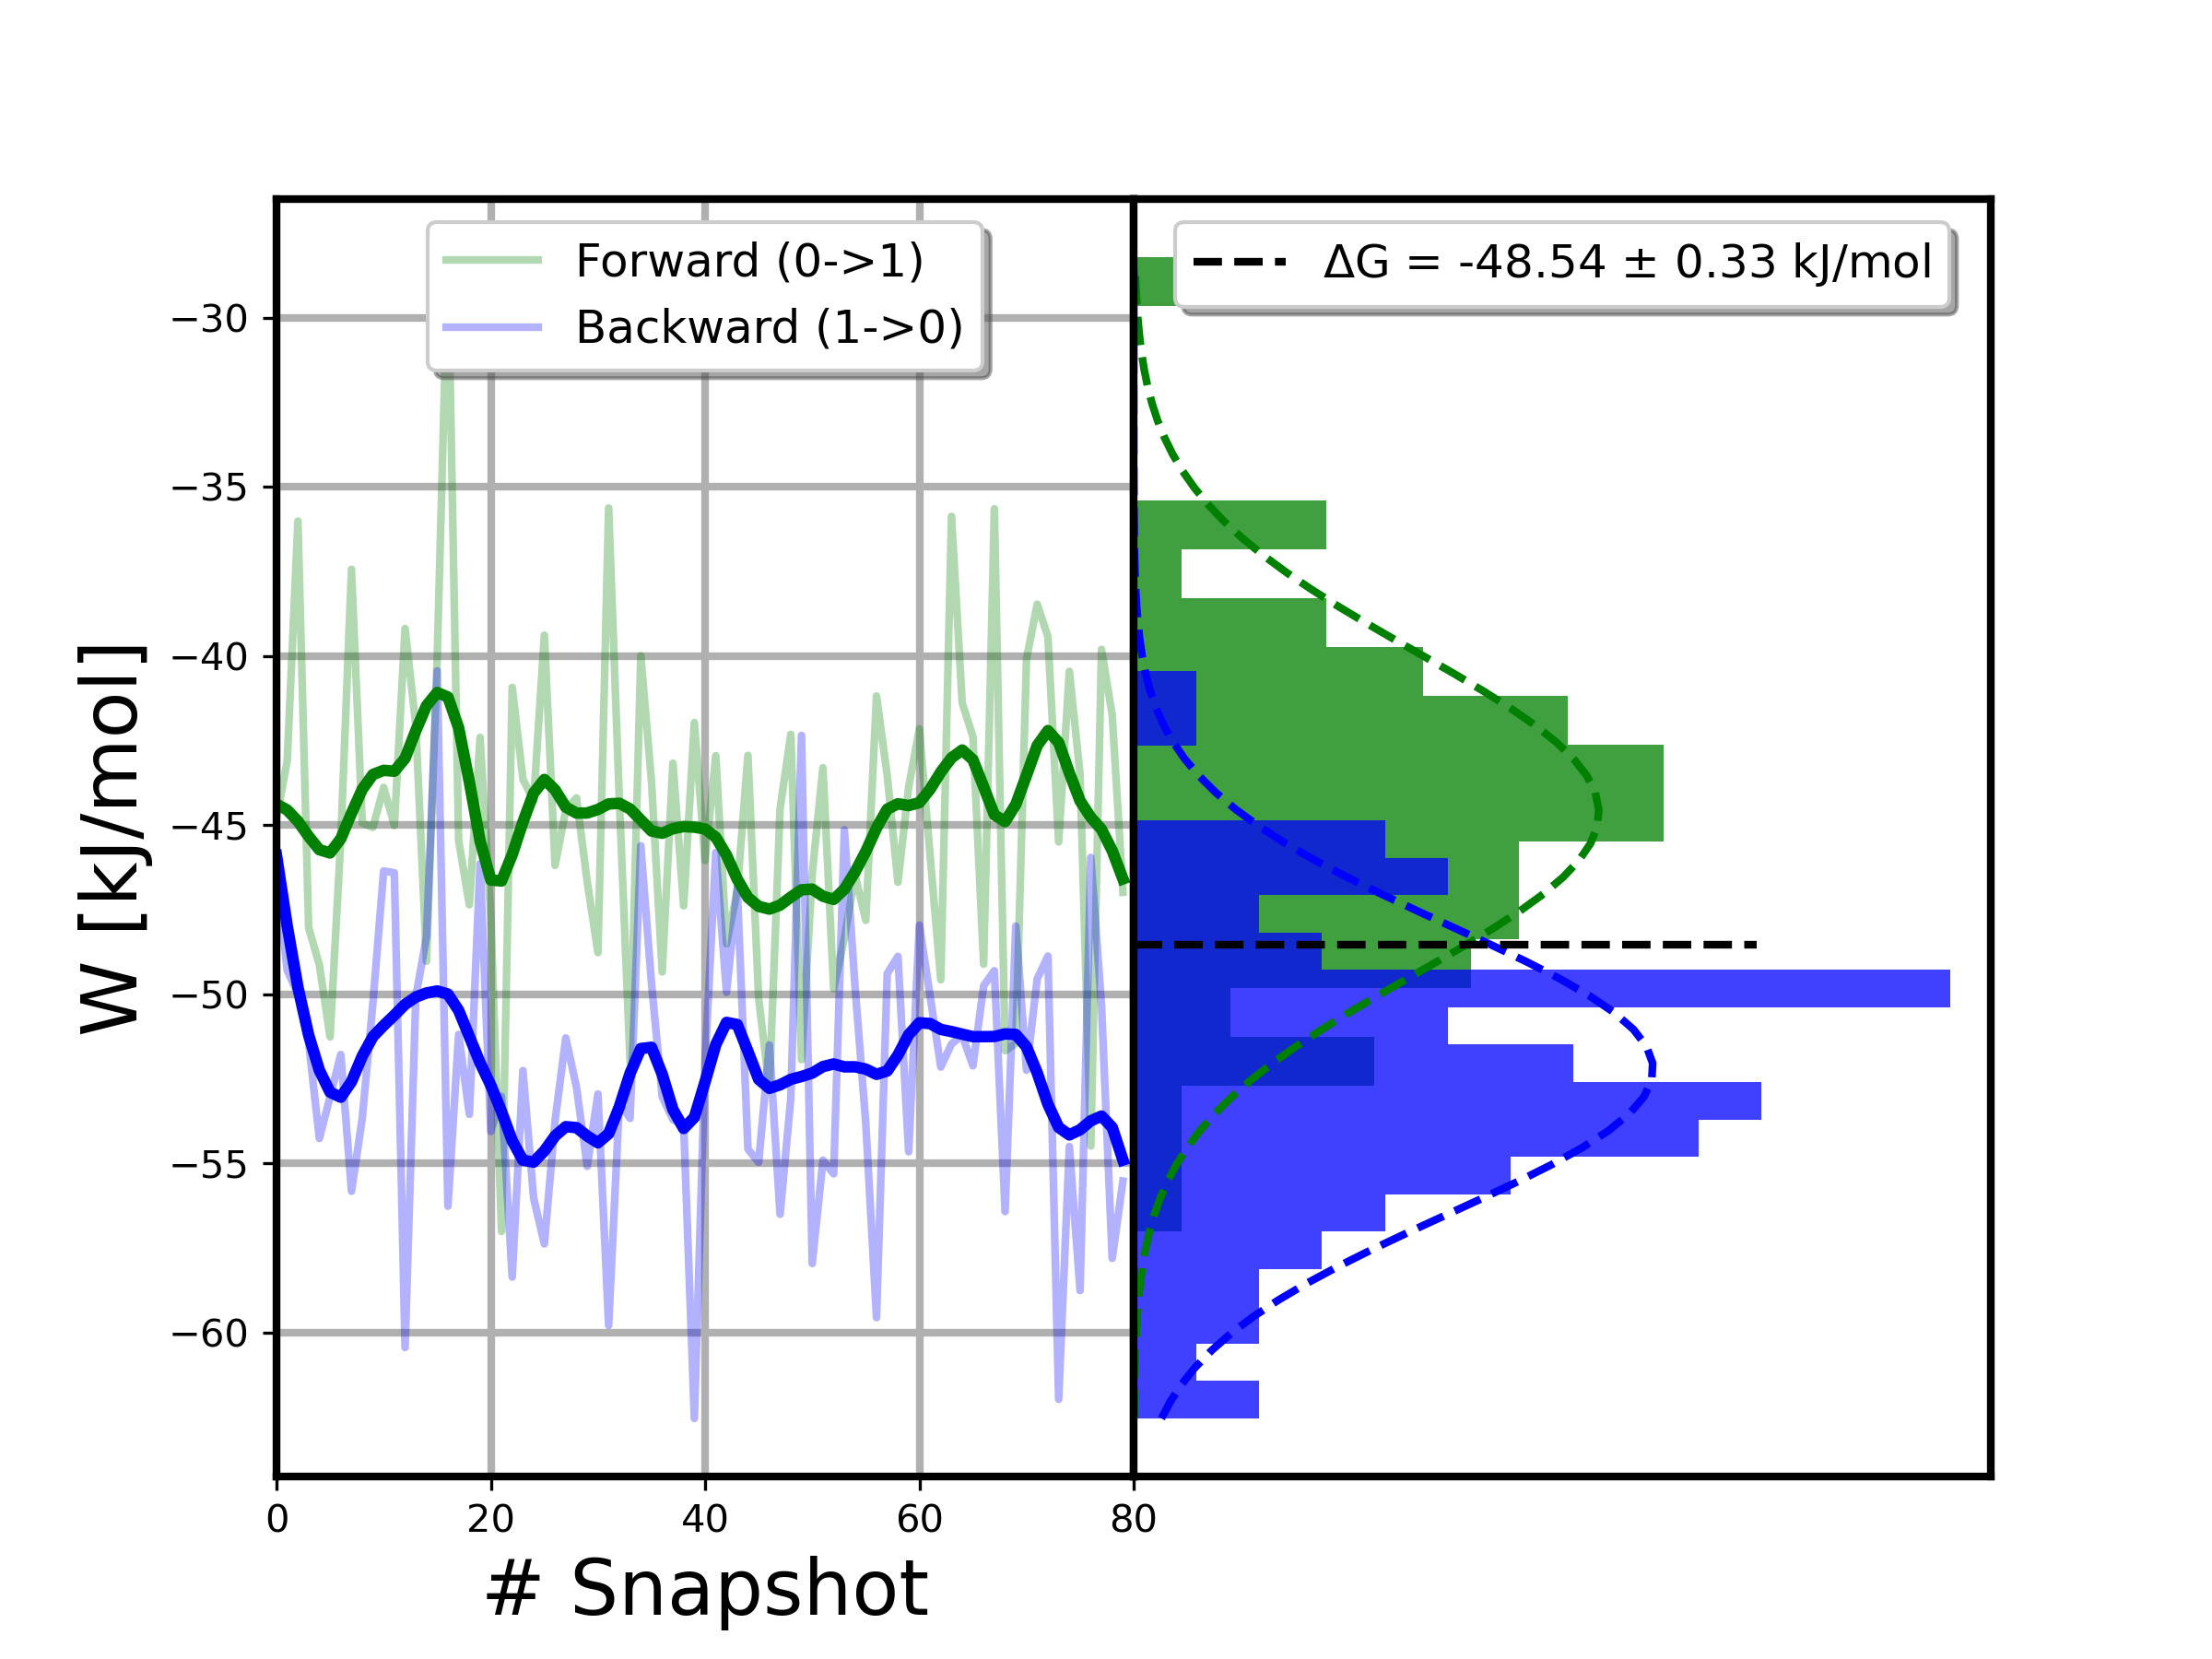 Forward (0->1)
Backward (1->0)
ΔG = -48.54 ± 0.33 kJ/mol
W [kJ/mol]
−30
−35
−40
−45
−50
−55
−60
0 20 40 60 80
# Snapshot